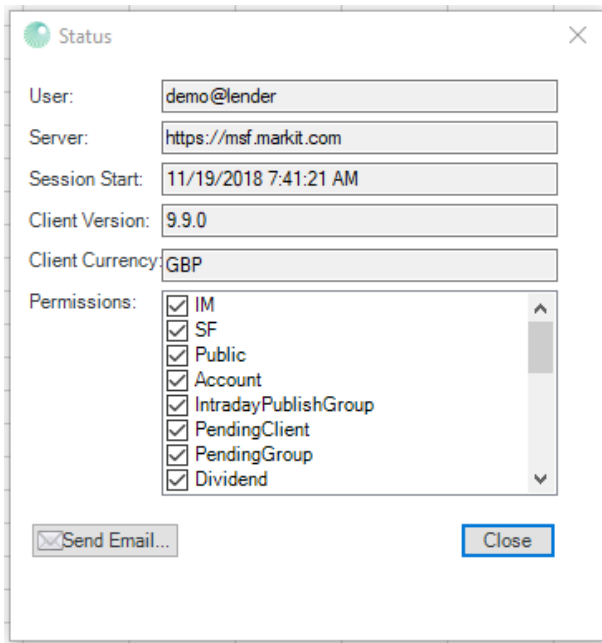 Status
User: demo@lender
Server: https://msf.markit.com
Session Start: 11/19/2018 7:41:21 AM
Client Version: 9.9.0
Client Currency: GBP
Permissions:
IM
SF
Public
Account
IntradayPublishGroup
PendingClient
PendingGroup
Dividend
Send Email... Close